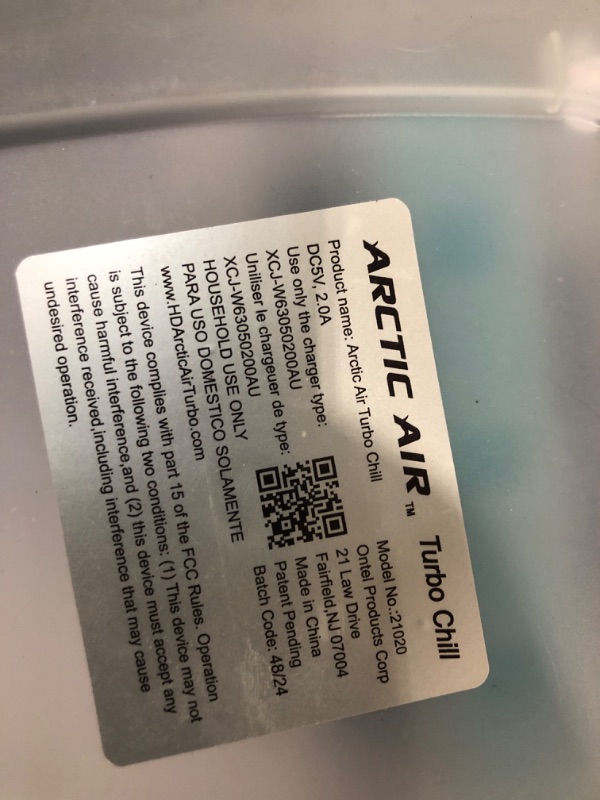 ARCTIC AIR™ Turbo Chill
Product name: Arctic Air Turbo Chill
DC5V, 2.0A
Use only the charger type:
XCJ-W63050200AU
Uniliser le chargeuer de type:
XCJ-W63050200AU
HOUSEHOLD USE ONLY
PARA USO DOMESTICO SOLAMENTE
www.HDArcticAirTurbo.com
Model No.:21020
Ontel Products Corp
21 Law Drive
Fairfield,NJ 07004
Made in China
Patent Pending
Batch Code: 48/24
This device complies with part 15 of the FCC Rules. Operation
is subject to the following two conditions: (1) This device may not
cause harmful interference,and (2) this device must accept any
interference received,including interference that may cause
undesired operation.